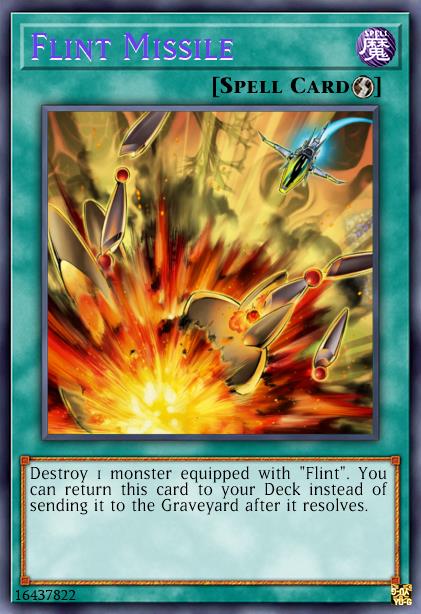 Flint Missile
SPELL
魔
[Spell Card]
Destroy 1 monster equipped with "Flint". You
can return this card to your Deck instead of
sending it to the Graveyard after it resolves.
16437822